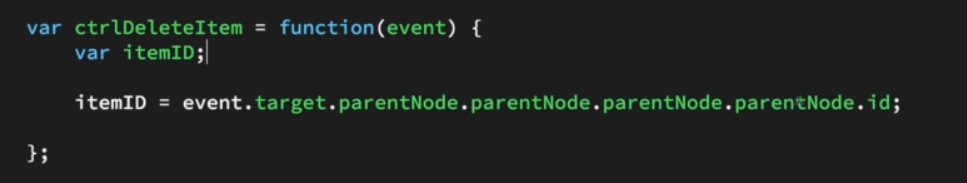 var ctrlDeleteItem = function(event) {
    var itemID;

    itemID = event.target.parentNode.parentNode.parentNode.parentNode.id;

};